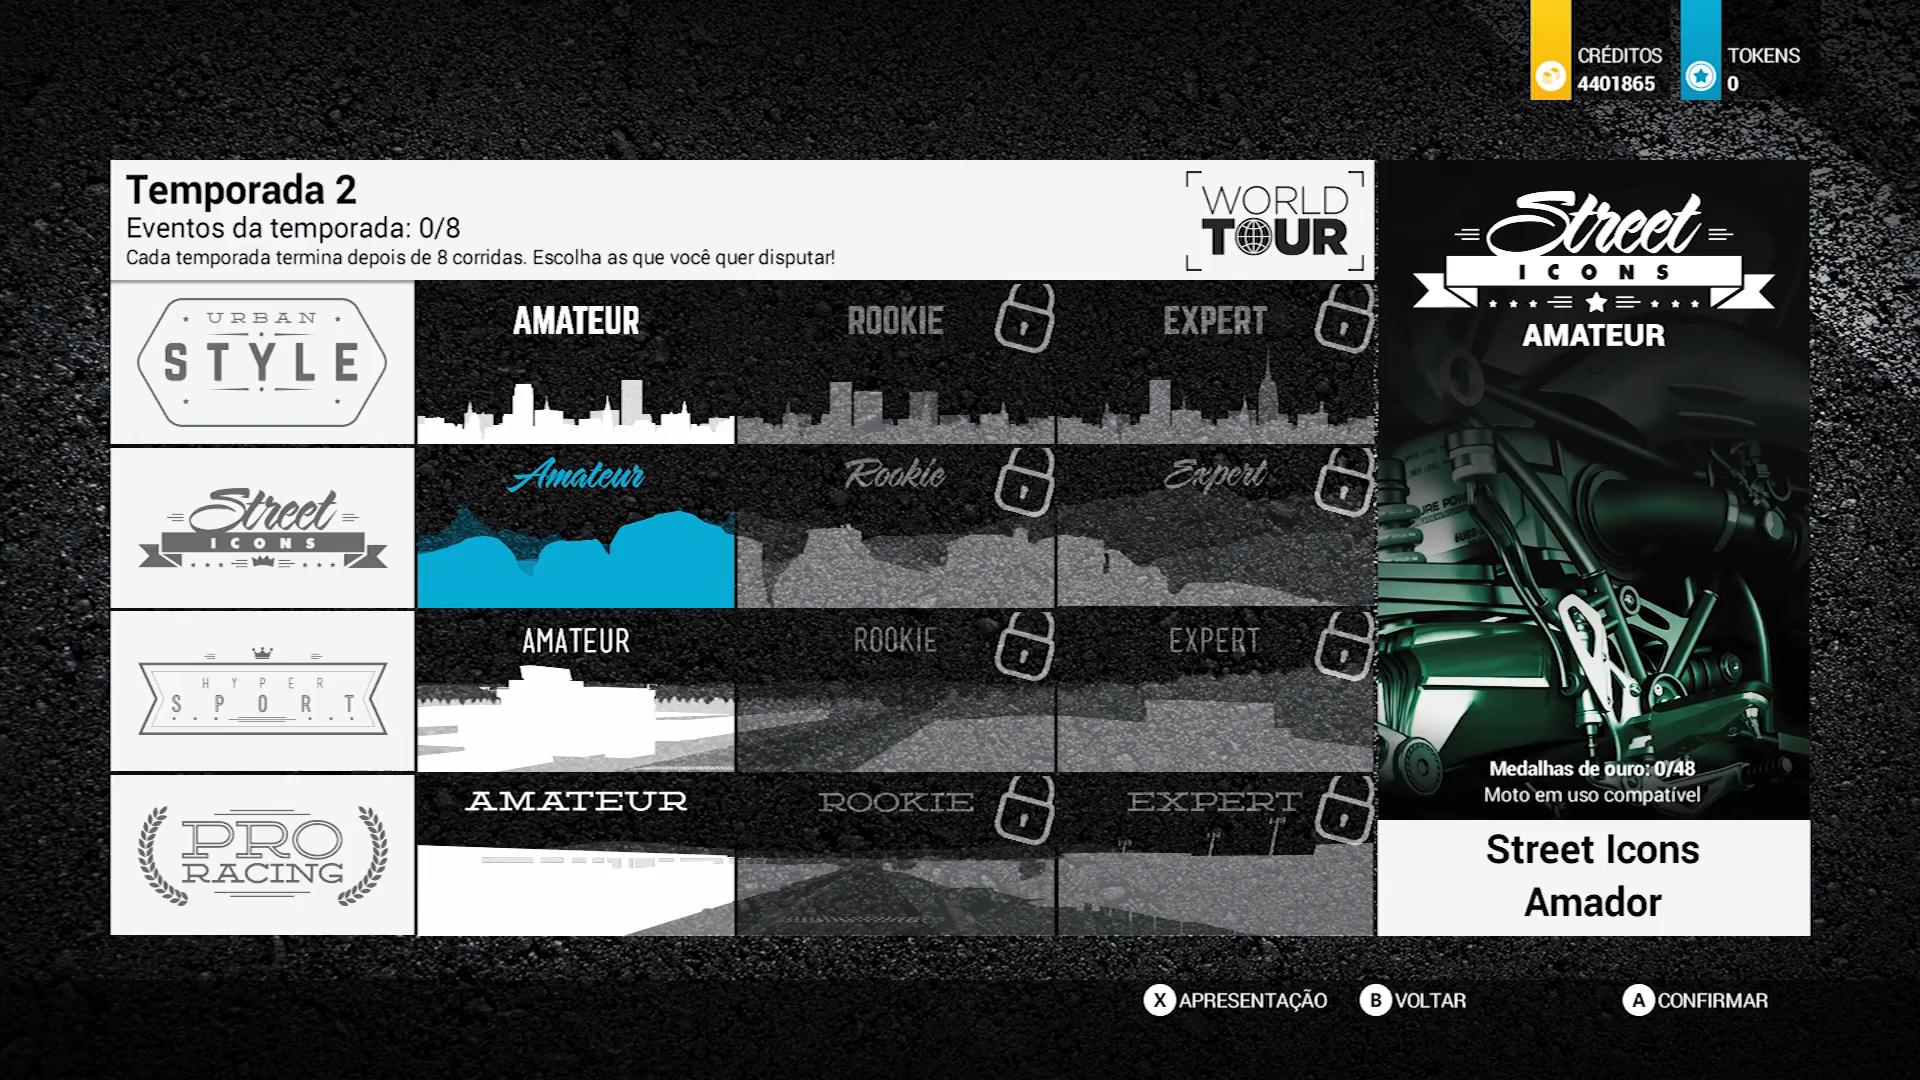 CRÉDITOS
4401865
TOKENS
0
Temporada 2
Eventos da temporada: 0/8
Cada temporada termina depois de 8 corridas. Escolha as que você quer disputar!
WORLD
TOUR
URBAN
STYLE
AMATEUR
ROOKIE
EXPERT
Street
ICONS
Amateur
Rookie
Expert
HYPER
SPORT
AMATEUR
ROOKIE
EXPERT
PRO
RACING
AMATEUR
ROOKIE
EXPERT
Street
ICONS
AMATEUR
Medalhas de ouro: 0/48
Moto em uso compatível
Street Icons
Amador
X APRESENTAÇÃO
B VOLTAR
A CONFIRMAR